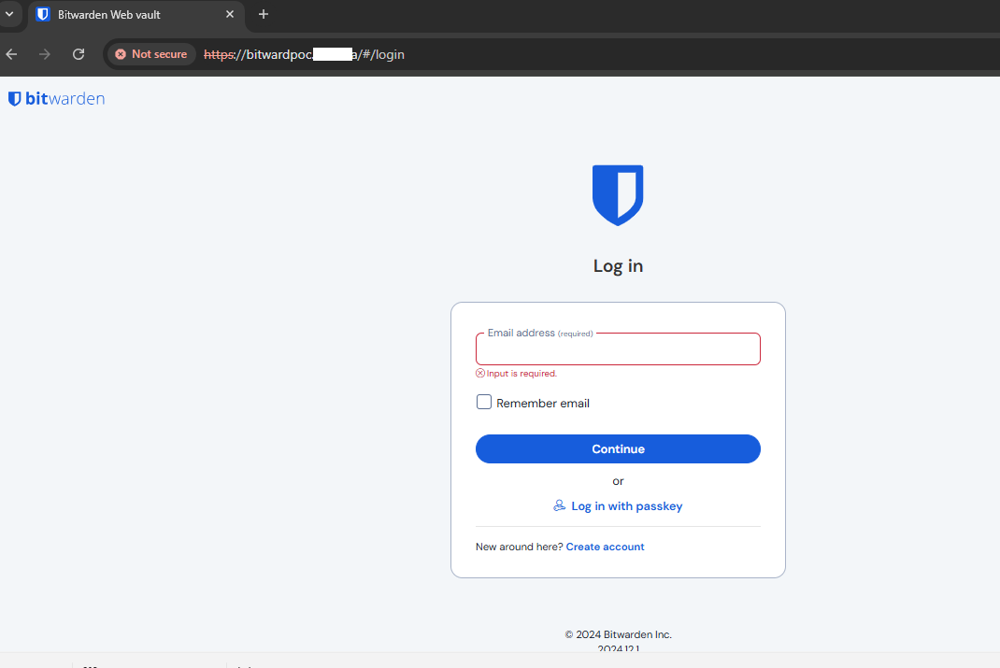 Bitwarden Web vault
Not secure https://bitwardpoc. a/#/login
bitwarden
Log in
Email address (required)
Input is required.
Remember email
Continue
or
Log in with passkey
New around here? Create account
© 2024 Bitwarden Inc.
2024.12.1